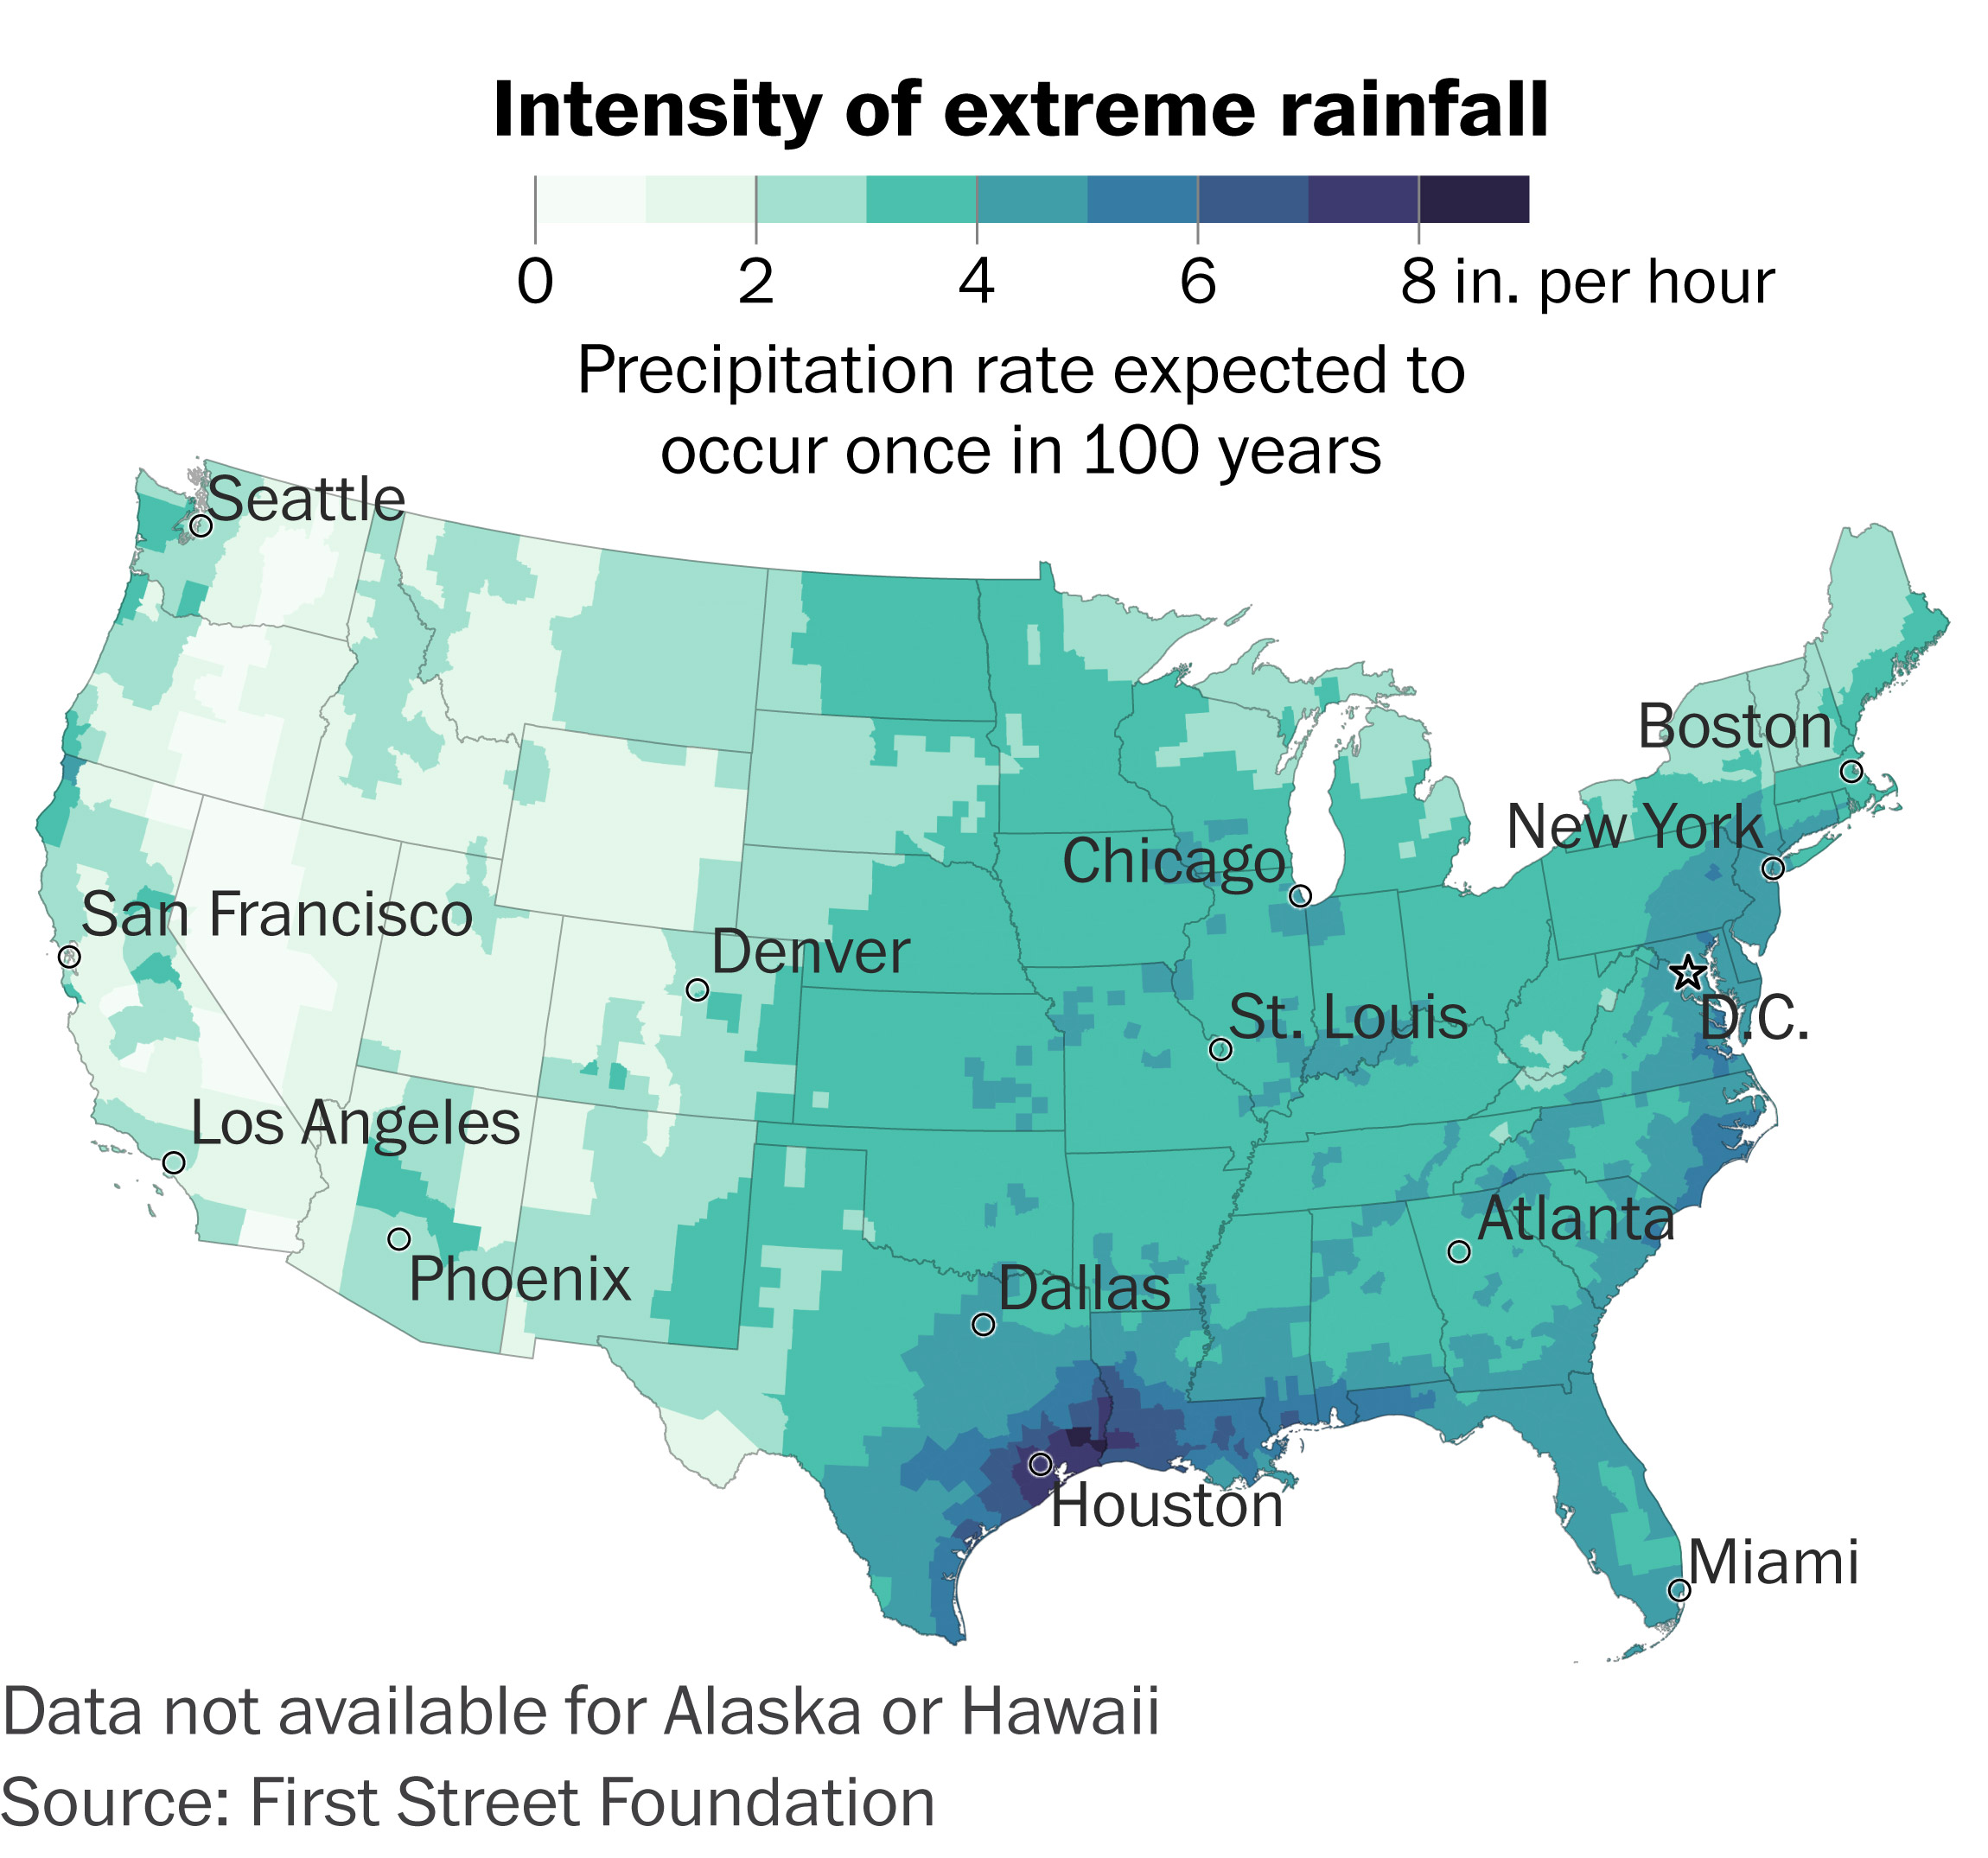 Intensity of extreme rainfall
0 2 4 6 8 in. per hour
Precipitation rate expected to
occur once in 100 years
Seattle
Boston
New York
Chicago
San Francisco
Denver
D.C.
St. Louis
Los Angeles
Atlanta
Phoenix
Dallas
Houston
Miami
Data not available for Alaska or Hawaii
Source: First Street Foundation